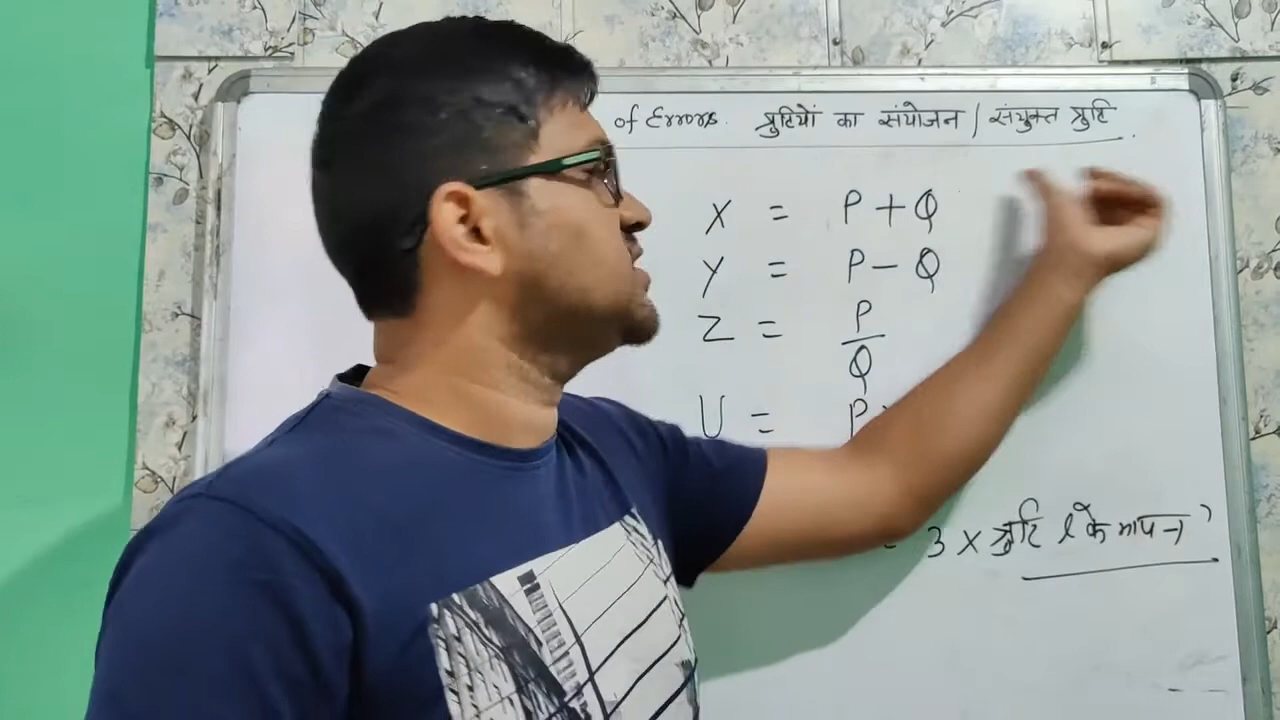 of Errors. त्रुटियों का संयोजन / संयुक्त त्रुटि
X = P + Q
Y = P - Q
Z = P/Q
U = P
3 X त्रुटि l के मापन